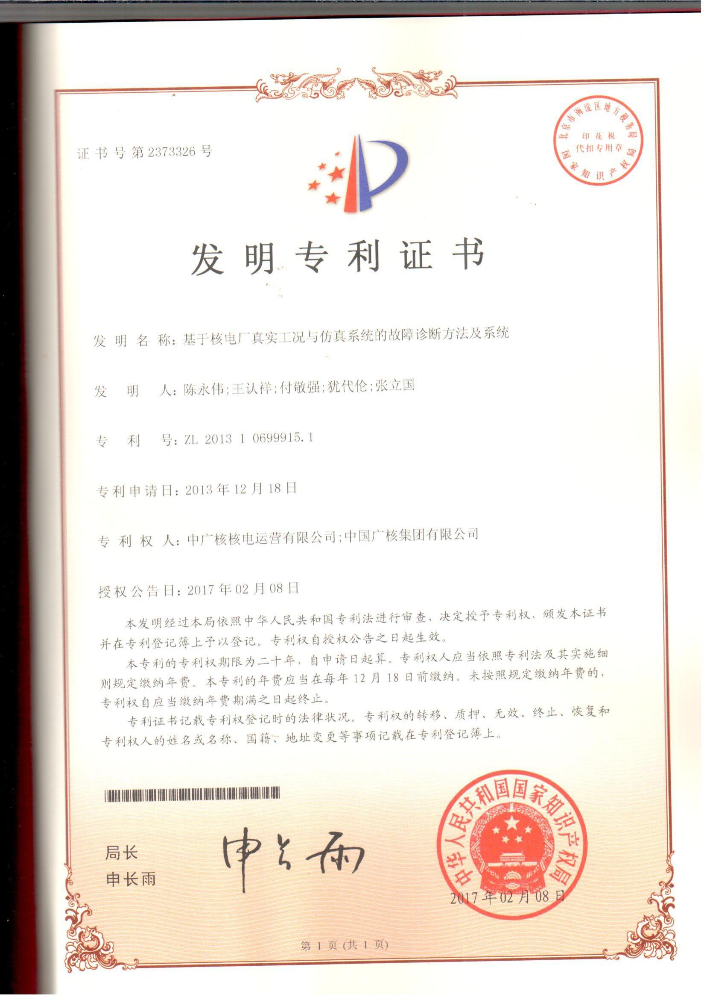 证书号第2373326号
北京市海淀区地方税务局
印花税
代扣专用章
国家知识产权局
发明专利证书
发明名称：基于核电厂真实工况与仿真系统的故障诊断方法及系统
发明人：陈永伟;王认祥;付敬强;犹代伦;张立国
专利号：ZL 2013 1 0699915.1
专利申请日：2013年12月18日
专利权人：中广核核电运营有限公司;中国广核集团有限公司
授权公告日：2017年02月08日
本发明经过本局依照中华人民共和国专利法进行审查，决定授予专利权，颁发本证书
并在专利登记簿上予以登记。专利权自授权公告之日起生效。
本专利的专利权期限为二十年，自申请日起算。专利权人应当依照专利法及其实施细
则规定缴纳年费。本专利的年费应当在每年12月18日前缴纳。未按照规定缴纳年费的，
专利权自应当缴纳年费期满之日起终止。
专利证书记载专利权登记时的法律状况。专利权的转移、质押、无效、终止、恢复和
专利权人的姓名或名称、国籍、地址变更等事项记载在专利登记簿上。
局长
申长雨
申长雨
中华人民共和国国家知识产权局
2017年02月08日
第1页(共1页)